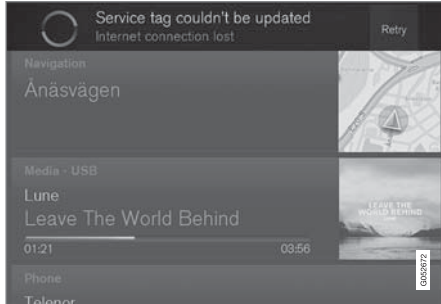 Service tag couldn't be updated
Internet connection lost
Retry
Navigation
Ånäsvägen
Media - USB
Lune
Leave The World Behind
LEAVE THE
WORLD BEHIND
01:21
03:56
Phone
Telenor
G052672